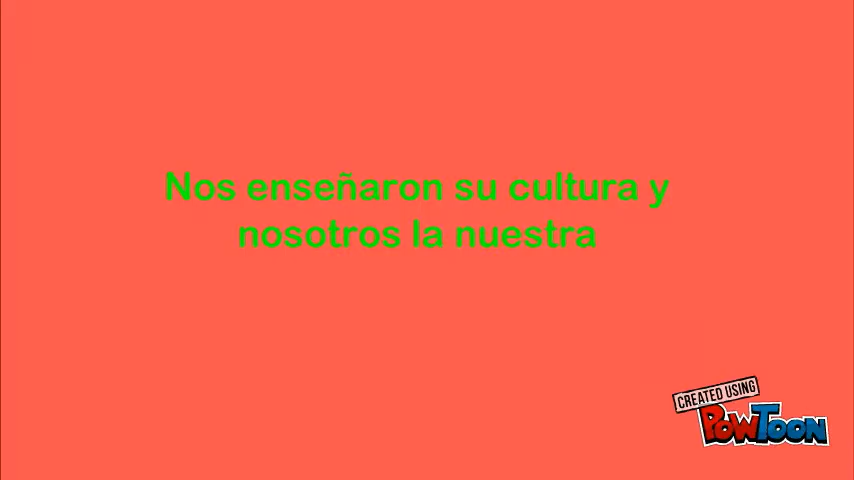 Nos enseñaron su cultura y
nosotros la nuestra
CREATED USING
POWTOON